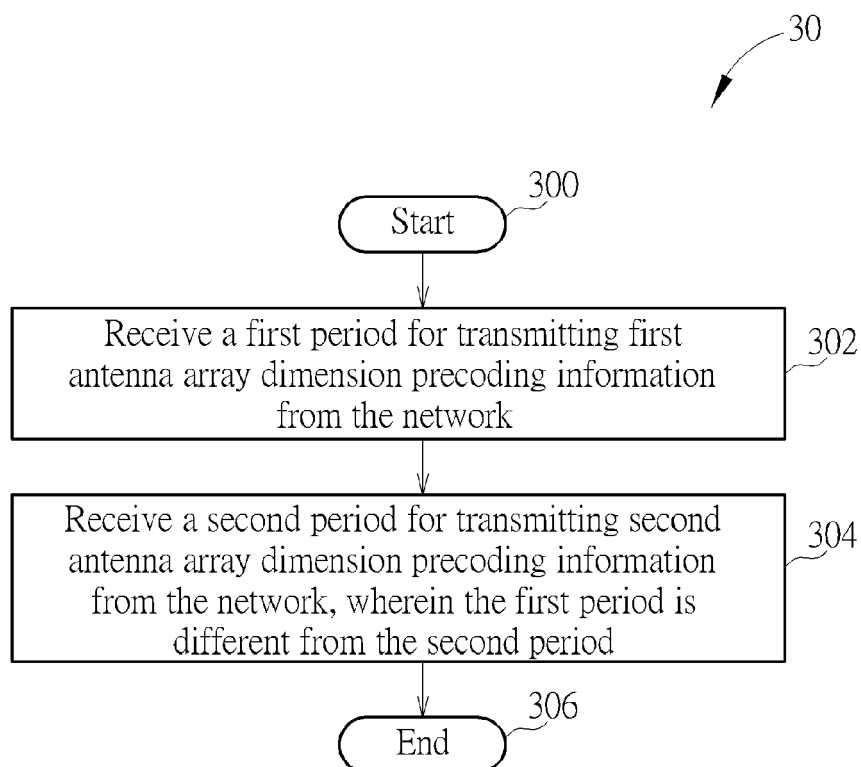 30
300
Start
Receive a first period for transmitting first
antenna array dimension precoding information
from the network
302
Receive a second period for transmitting second
antenna array dimension precoding information
from the network, wherein the first period is
different from the second period
304
306
End